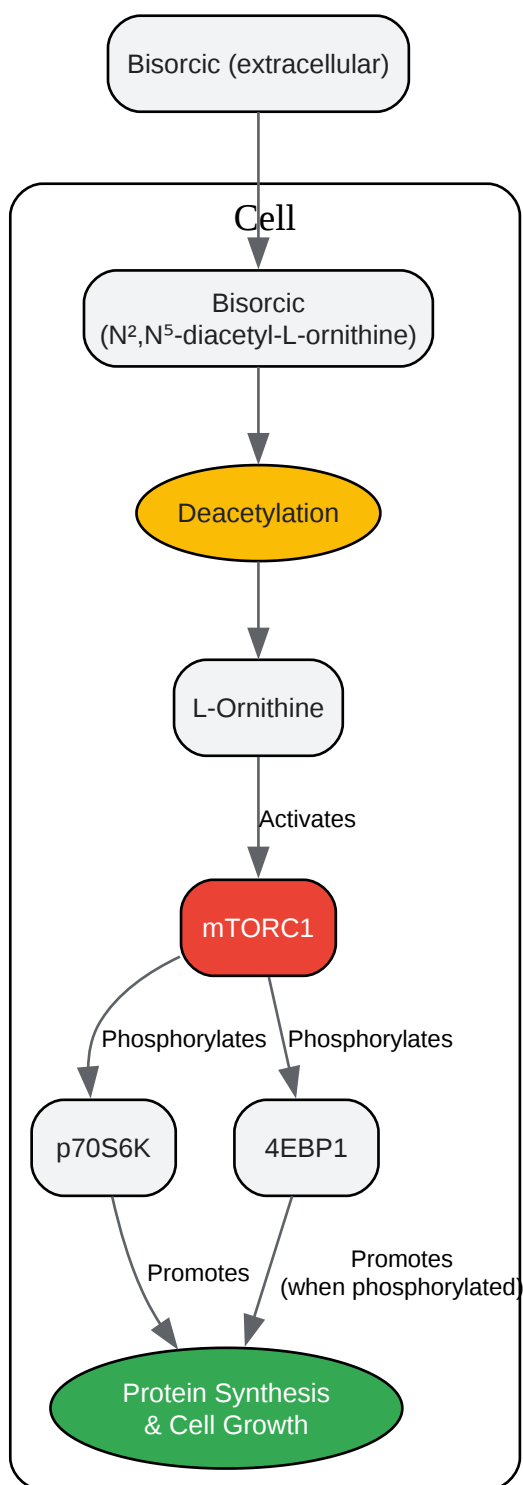 Bisorcic (extracellular)
Cell
Bisorcic
(N²,N⁵-diacetyl-L-ornithine)
Deacetylation
L-Ornithine
Activates
mTORC1
Phosphorylates
Phosphorylates
p70S6K
4EBP1
Promotes
Promotes
(when phosphorylated)
Protein Synthesis
& Cell Growth